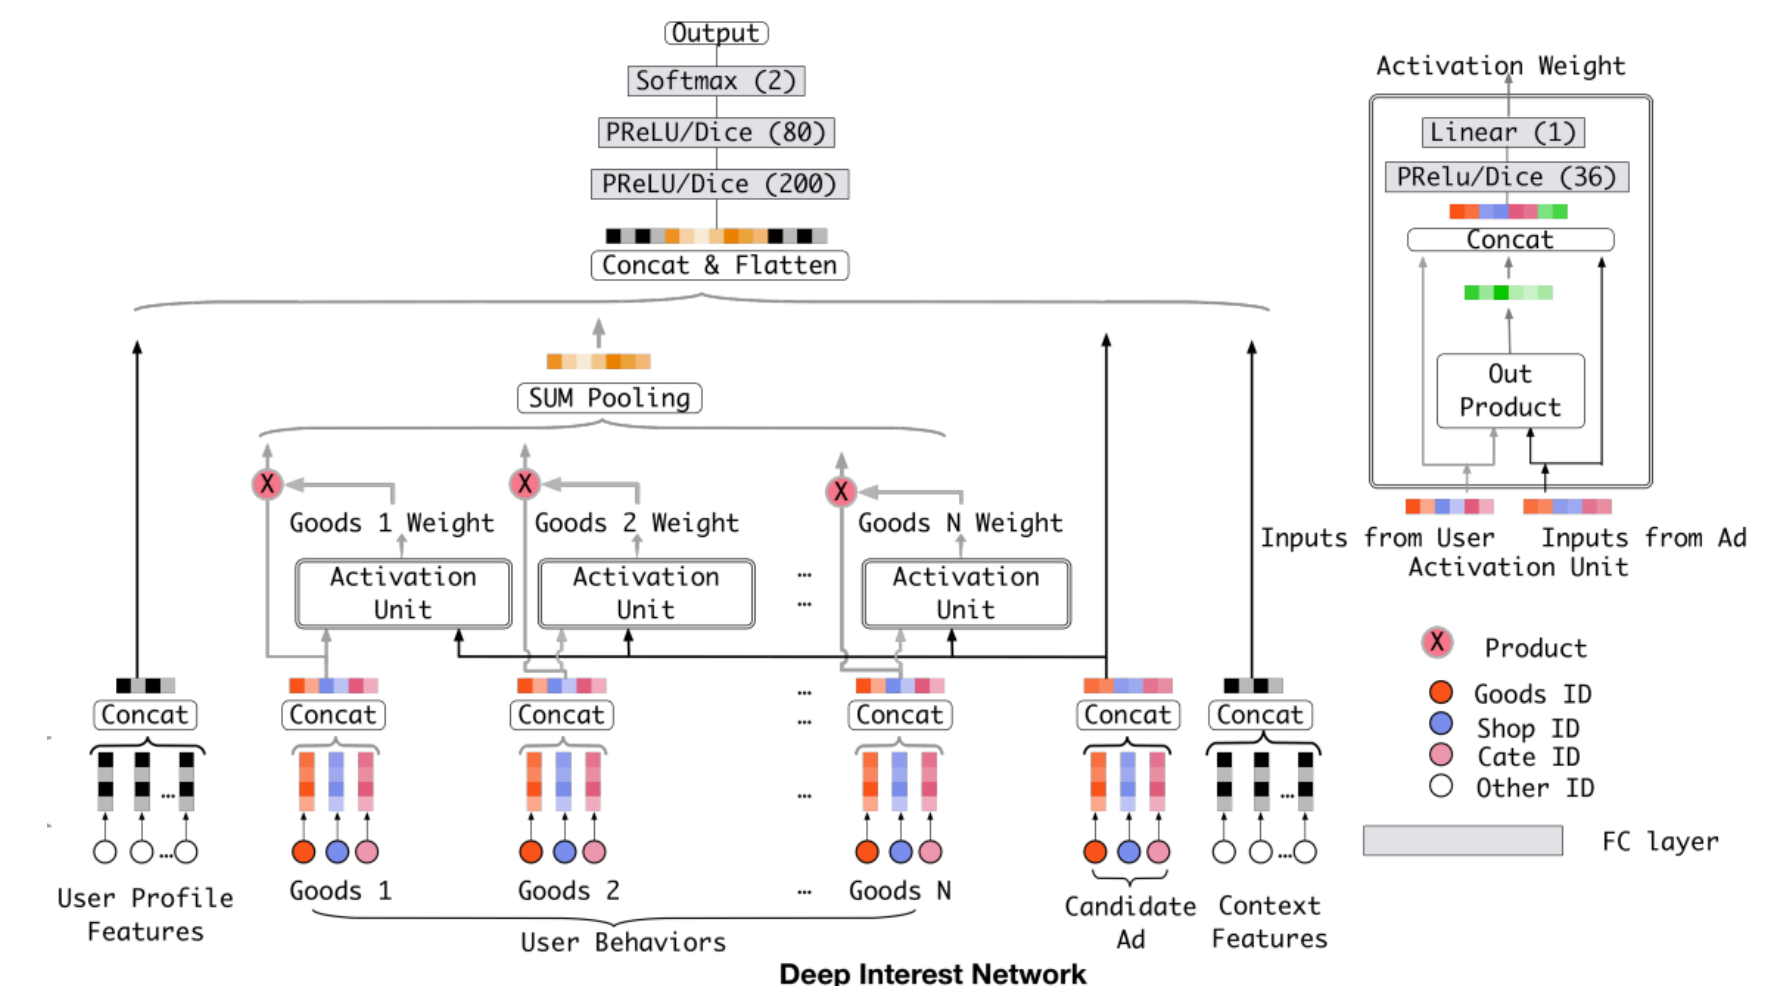 Output
Softmax (2)
PReLU/Dice (80)
PReLU/Dice (200)
Concat & Flatten
SUM Pooling
X
X
X
Goods 1 Weight
Goods 2 Weight
Goods N Weight
Activation
Unit
Activation
Unit
...
...
Activation
Unit
Concat
Concat
Concat
...
...
Concat
Concat
Concat
...
...
...
...
...
...
User Profile
Features
Goods 1
Goods 2
...
Goods N
User Behaviors
Candidate
Ad
Context
Features
Activation Weight
Linear (1)
PRelu/Dice (36)
Concat
Out
Product
Inputs from User
Inputs from Ad
Activation Unit
X
Product
Goods ID
Shop ID
Cate ID
Other ID
FC layer
Deep Interest Network